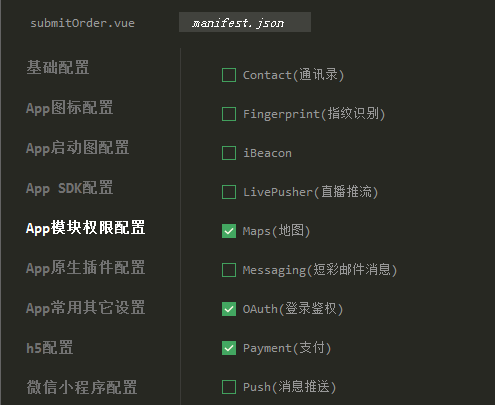 submitOrder.vue
manifest.json
基础配置
App图标配置
App启动图配置
App SDK配置
App模块权限配置
App原生插件配置
App常用其它设置
h5配置
微信小程序配置
Contact(通讯录)
Fingerprint(指纹识别)
iBeacon
LivePusher(直播推流)
Maps(地图)
Messaging(短彩邮件消息)
OAuth(登录鉴权)
Payment(支付)
Push(消息推送)